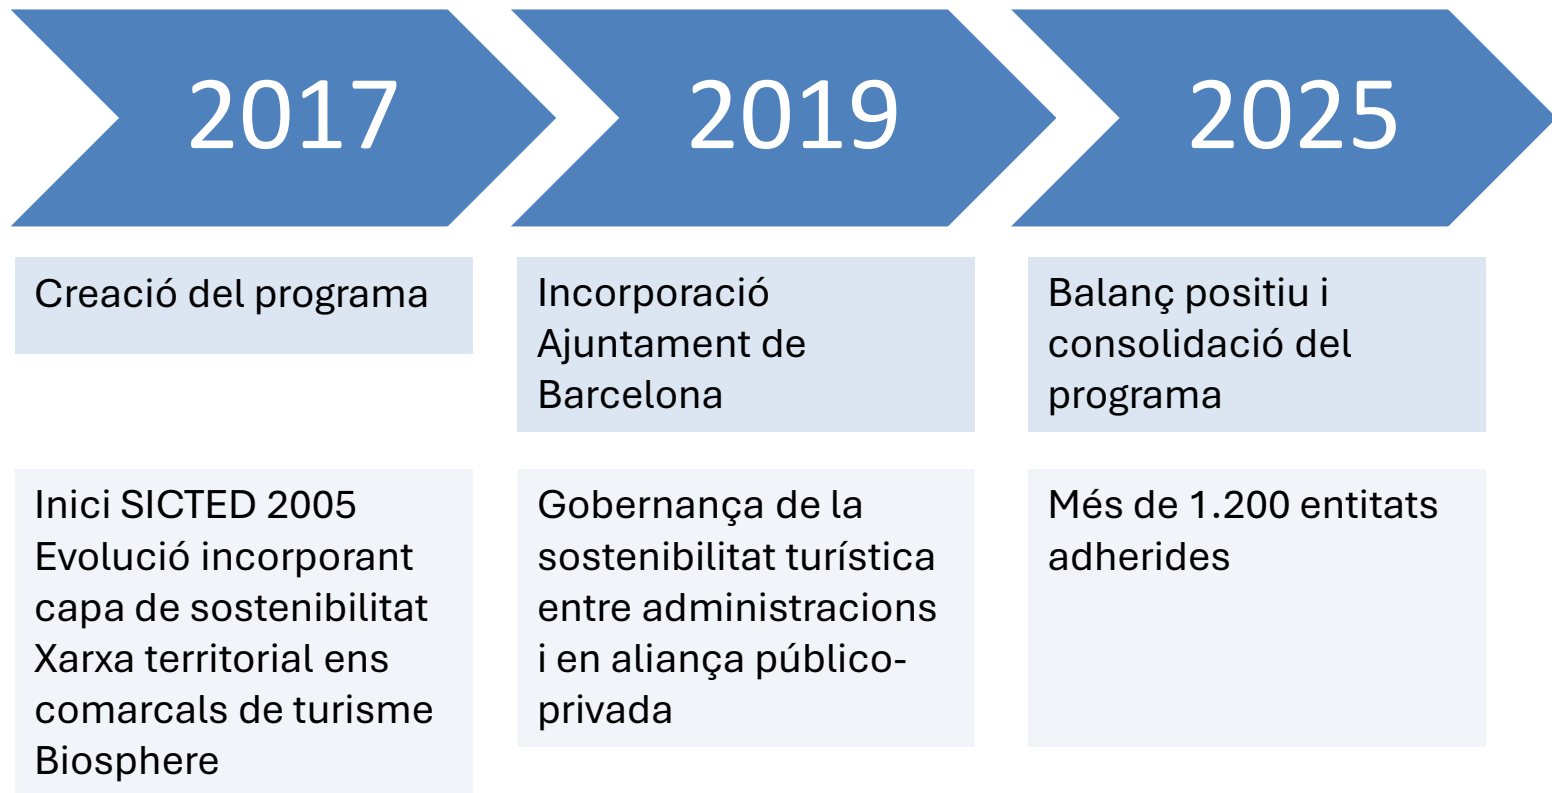 2017
2019
2025
Creació del programa
Incorporació
Ajuntament de
Barcelona
Balanç positiu i
consolidació del
programa
Inici SICTED 2005
Evolució incorporant
capa de sostenibilitat
Xarxa territorial ens
comarcals de turisme
Biosphere
Gobernança de la
sostenibilitat turística
entre administracions
i en aliança público-
privada
Més de 1.200 entitats
adherides